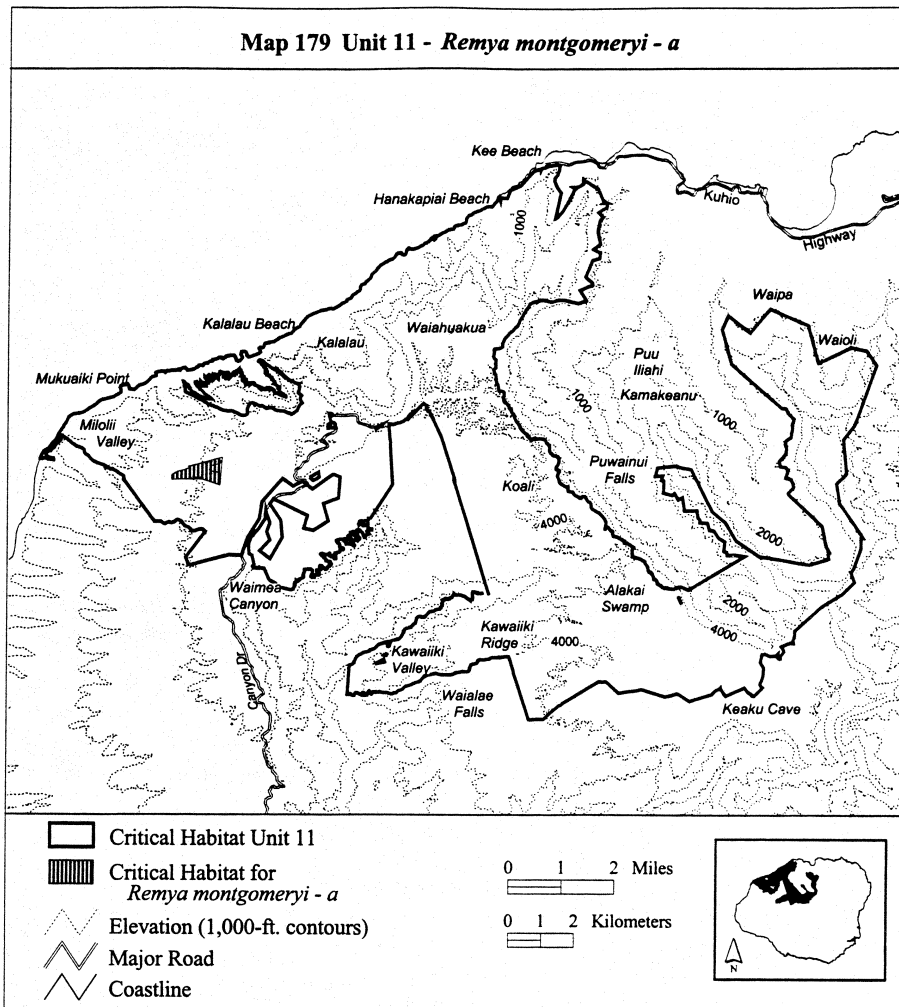 Map 179 Unit 11 - Remya montgomeryi - a
Kee Beach
Hanakapiai Beach
1000
Kuhio
Highway
Waipa
Kalalau Beach
Kalalau
Waiahuakua
Waioli
Mukuaiki Point
Puu
Iliahi
Kamakeanu
1000
1000
Milolii
Valley
Puwainui
Falls
Koali
4000
2000
Waimea
Canyon
Alakai
Swamp
2000
4000
Kawaiiki
Ridge
4000
Kawaiiki
Valley
Canyon Dr
Waialae
Falls
Keaku Cave
Critical Habitat Unit 11
Critical Habitat for
Remya montgomeryi - a
Elevation (1,000-ft. contours)
Major Road
Coastline
0 1 2 Miles
0 1 2 Kilometers
N